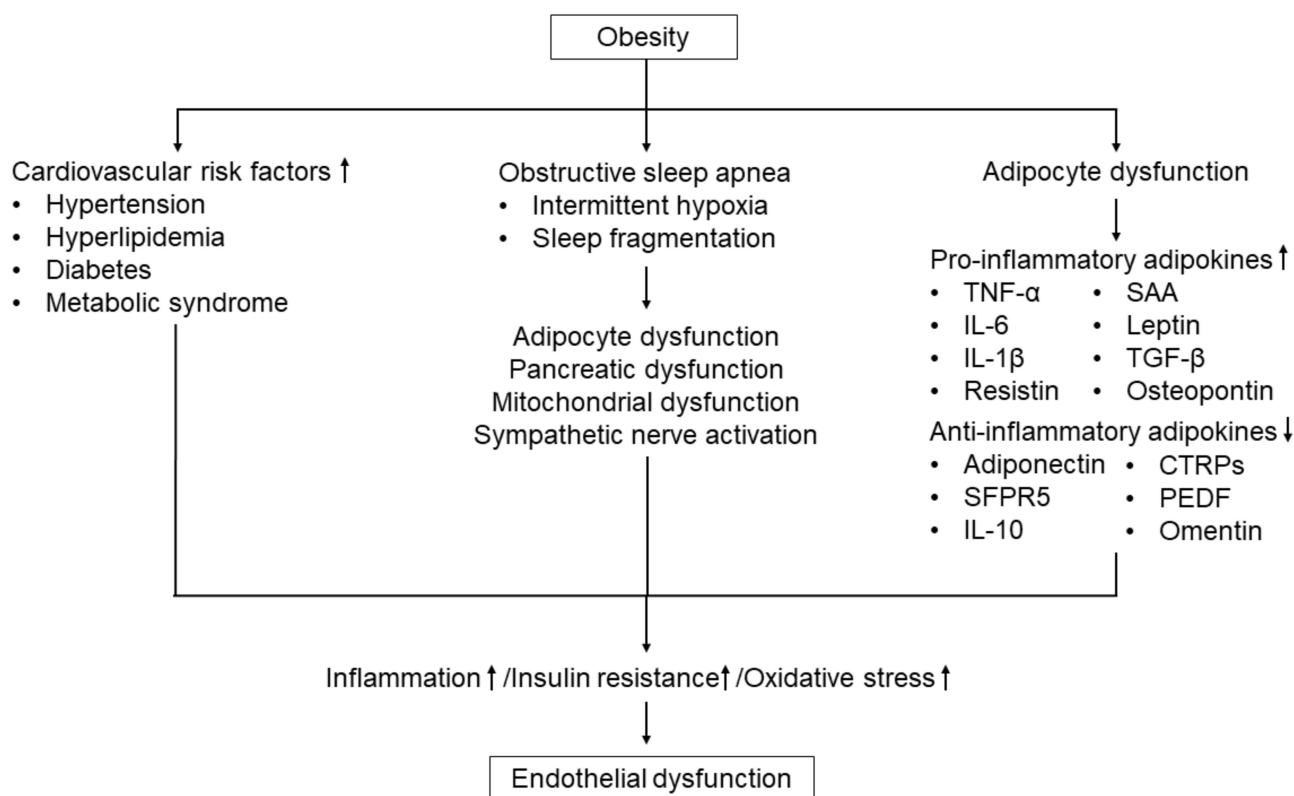 Obesity
Cardiovascular risk factors ↑
• Hypertension
• Hyperlipidemia
• Diabetes
• Metabolic syndrome
Obstructive sleep apnea
• Intermittent hypoxia
• Sleep fragmentation
Adipocyte dysfunction
Pancreatic dysfunction
Mitochondrial dysfunction
Sympathetic nerve activation
Adipocyte dysfunction
Pro-inflammatory adipokines ↑
• TNF-α • SAA
• IL-6 • Leptin
• IL-1β • TGF-β
• Resistin • Osteopontin
Anti-inflammatory adipokines ↓
• Adiponectin • CTRPs
• SFPR5 • PEDF
• IL-10 • Omentin
Inflammation ↑ /Insulin resistance ↑ /Oxidative stress ↑
Endothelial dysfunction